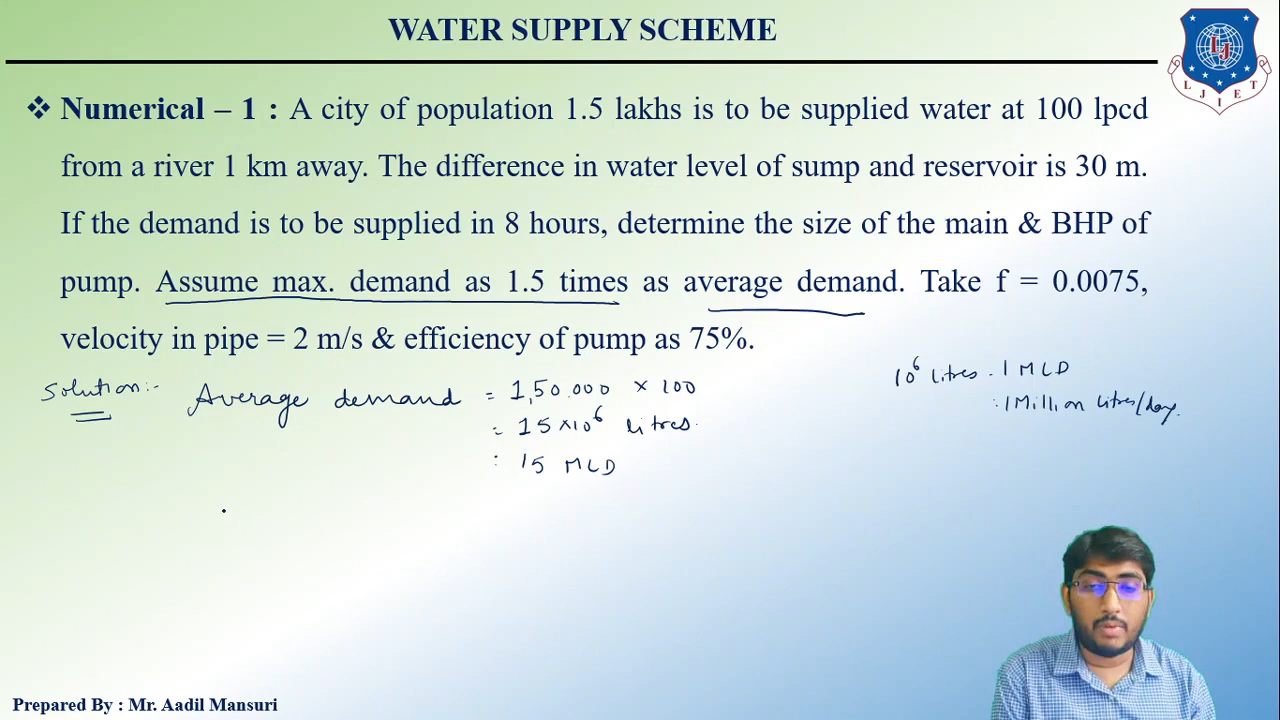 WATER SUPPLY SCHEME
LJIET
❖ Numerical – 1 : A city of population 1.5 lakhs is to be supplied water at 100 lpcd
from a river 1 km away. The difference in water level of sump and reservoir is 30 m.
If the demand is to be supplied in 8 hours, determine the size of the main & BHP of
pump. Assume max. demand as 1.5 times as average demand. Take f = 0.0075,
velocity in pipe = 2 m/s & efficiency of pump as 75%.
Solution:- Average demand = 1,50,000 × 100
= 15×10⁶ litres.
: 15 MLD
10⁶ litres . 1 MLD
: 1 Million litres/day.
Prepared By : Mr. Aadil Mansuri